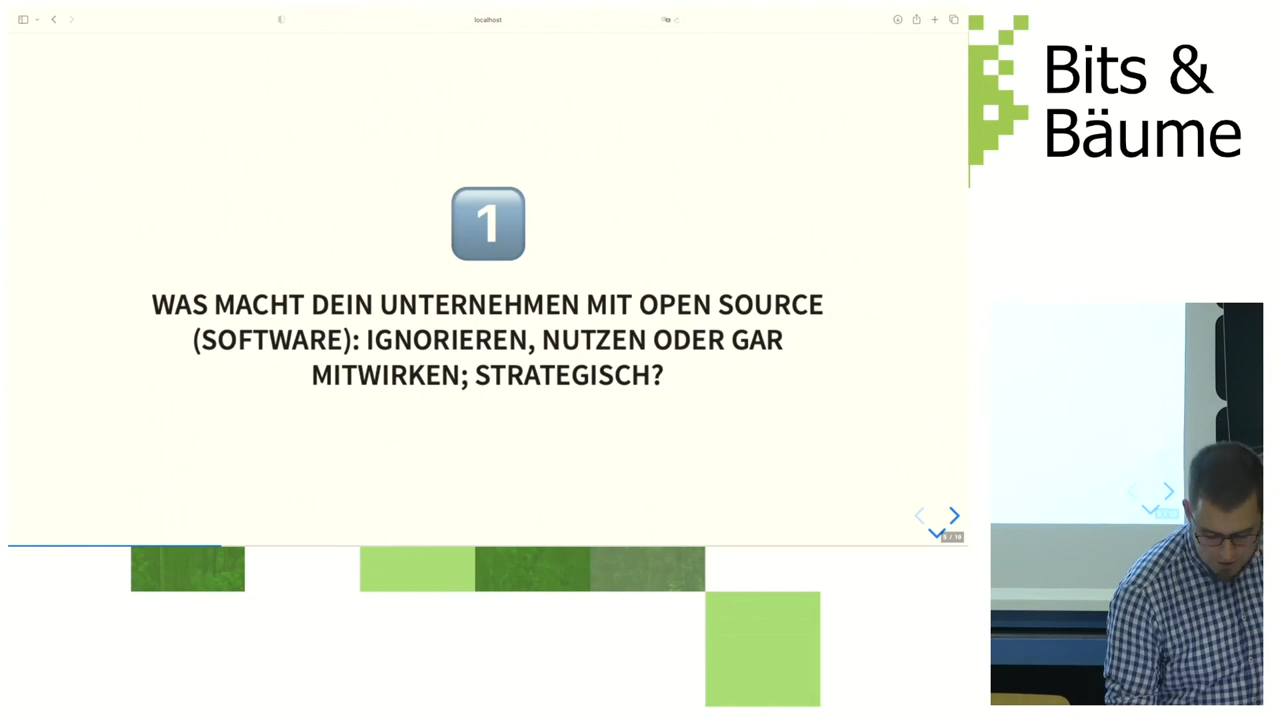 localhost
Bits &
Bäume
1
WAS MACHT DEIN UNTERNEHMEN MIT OPEN SOURCE
(SOFTWARE): IGNORIEREN, NUTZEN ODER GAR
MITWIRKEN; STRATEGISCH?